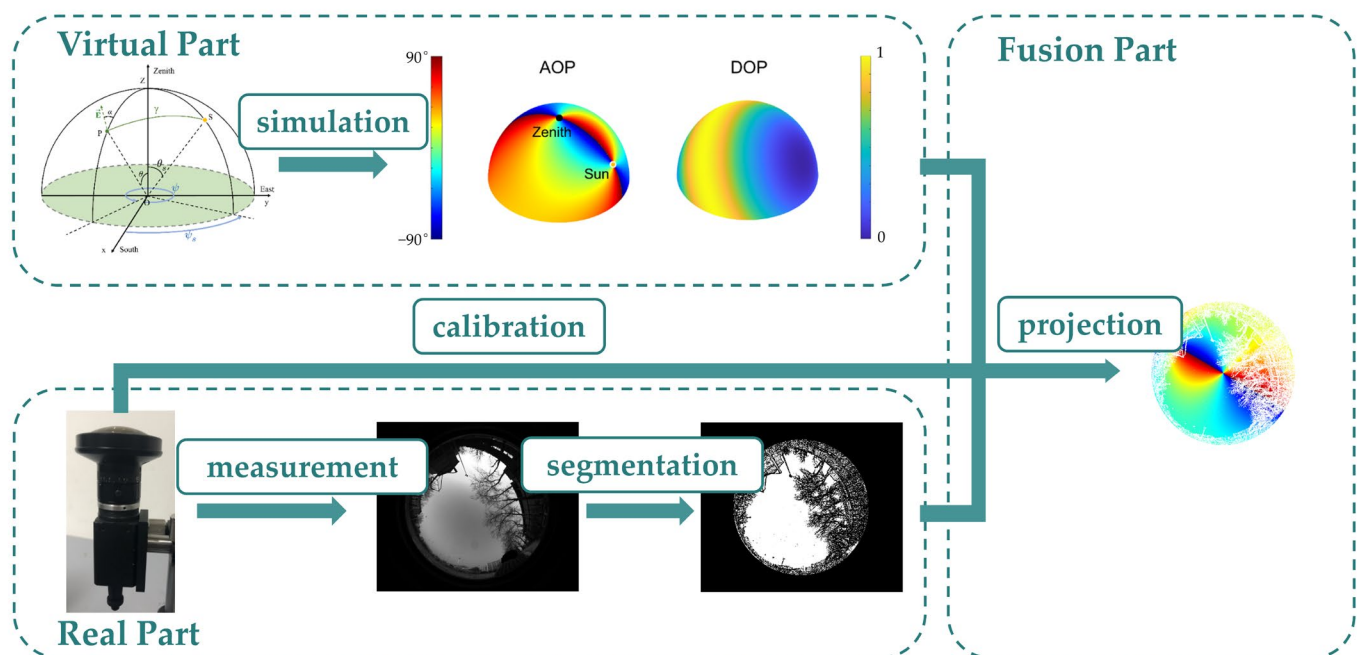 Virtual Part
Fusion Part
Zenith
Z
E
α
γ
P
S
θ
θs
ψ
O
East
y
ψs
x
South
simulation
90°
−90°
AOP
Zenith
Sun
DOP
1
0
calibration
projection
measurement
segmentation
Real Part